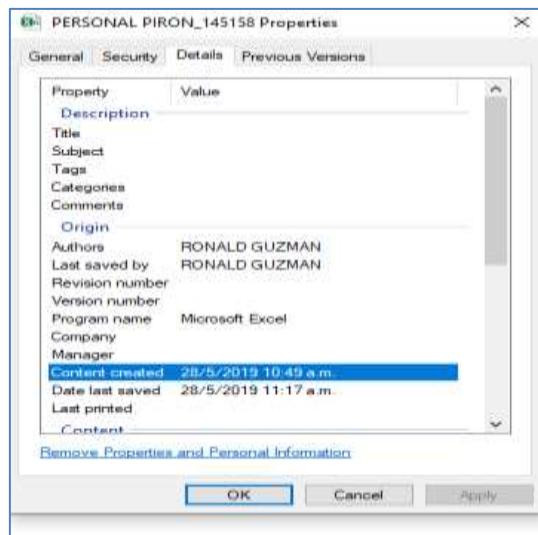 PERSONAL PIRON_145158 Properties
General Security Details Previous Versions
Property Value
Description
Title
Subject
Tags
Categories
Comments
Origin
Authors RONALD GUZMAN
Last saved by RONALD GUZMAN
Revision number
Version number
Program name Microsoft Excel
Company
Manager
Content created 28/5/2019 10:49 a.m.
Date last saved 28/5/2019 11:17 a.m.
Last printed
Content
Remove Properties and Personal Information
OK Cancel Apply